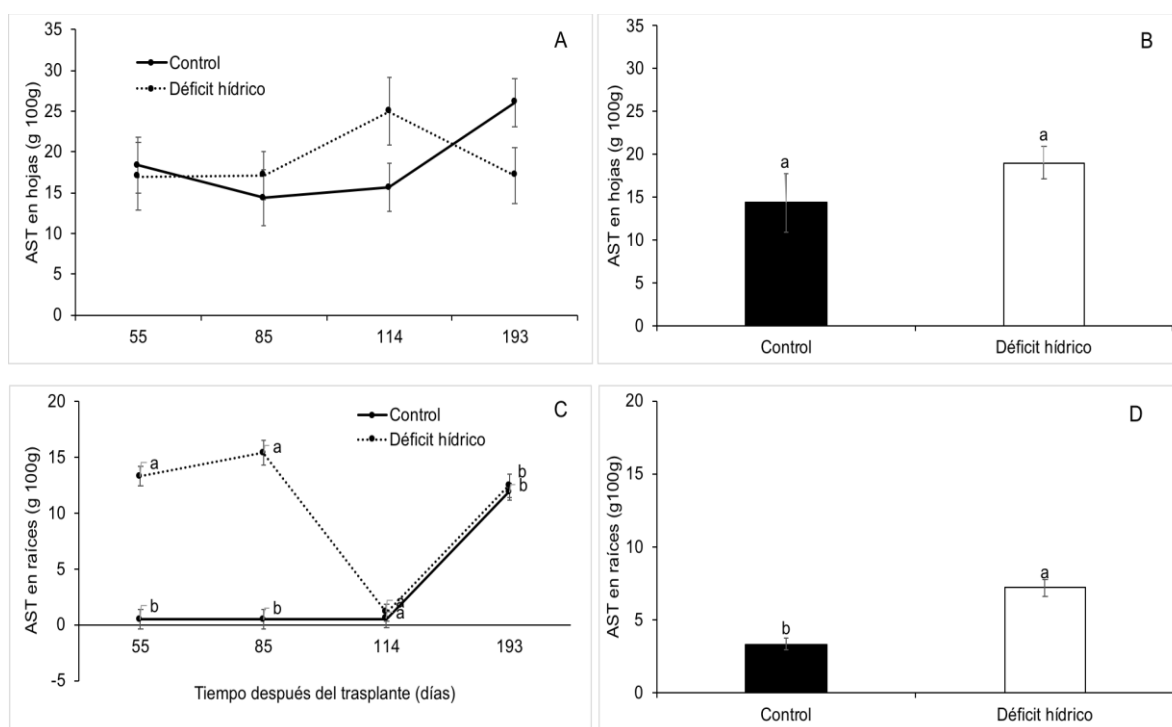 A
35
30
25
20
15
10
5
0
AST en hojas (g 100g)
Control
Déficit hídrico
55
85
114
193
B
35
30
25
20
15
10
5
0
AST en hojas (g 100g)
a
a
Control
Déficit hídrico
C
20
15
10
5
0
-5
AST en raíces (g 100g)
Control
Déficit hídrico
a
a
b
b
b
b
a
55
85
114
193
Tiempo después del trasplante (días)
D
20
15
10
5
0
AST en raíces (g100g)
b
a
Control
Déficit hídrico